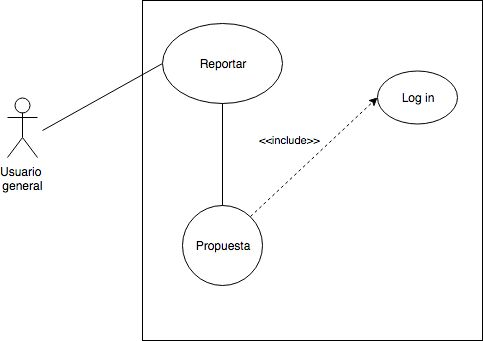 Reportar
Log in
<<include>>
Usuario
general
Propuesta